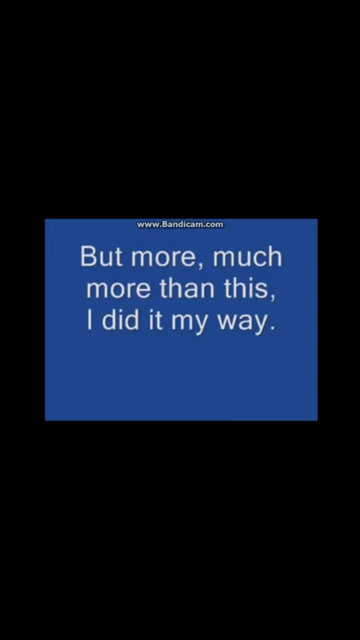 www.Bandicam.com
But more, much
more than this,
I did it my way.